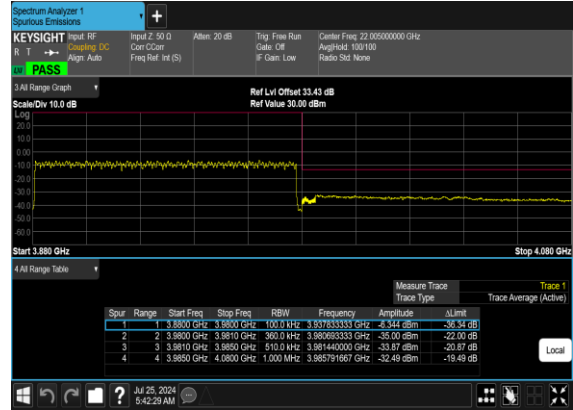 Spectrum Analyzer 1
Spurious Emissions
KEYSIGHT Input: RF Input Z: 50 Ω Atten: 20 dB Trig: Free Run Center Freq: 22.005000000 GHz
R T Coupling: DC Corr CCorr Gate: Off Avg|Hold: 100/100
Align: Auto Freq Ref: Int (S) IF Gain: Low Radio Std: None
LM PASS
3 All Range Graph
Ref Lvl Offset 33.43 dB
Scale/Div 10.0 dB Ref Value 30.00 dBm
Log
20.0
10.0
0.00
-10.0
-20.0
-30.0
-40.0
-50.0
-60.0
Start 3.880 GHz Stop 4.080 GHz
4 All Range Table
Measure Trace Trace 1
Trace Type Trace Average (Active)
Spur Range Start Freq Stop Freq RBW Frequency Amplitude ΔLimit
1 1 3.8800 GHz 3.9800 GHz 100.0 kHz 3.937833333 GHz -6.344 dBm -36.34 dB
2 2 3.9800 GHz 3.9810 GHz 360.0 kHz 3.980693333 GHz -35.00 dBm -22.00 dB
3 3 3.9810 GHz 3.9850 GHz 510.0 kHz 3.981440000 GHz -33.87 dBm -20.87 dB
4 4 3.9850 GHz 4.0800 GHz 1.000 MHz 3.985791667 GHz -32.49 dBm -19.49 dB
Local
? Jul 25, 2024
5:42:29 AM